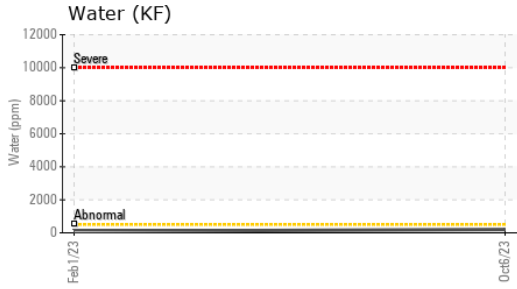 Water (KF)
12000
10000
8000
6000
4000
2000
0
Water (ppm)
Severe
Abnormal
Feb1/23
Oct6/23